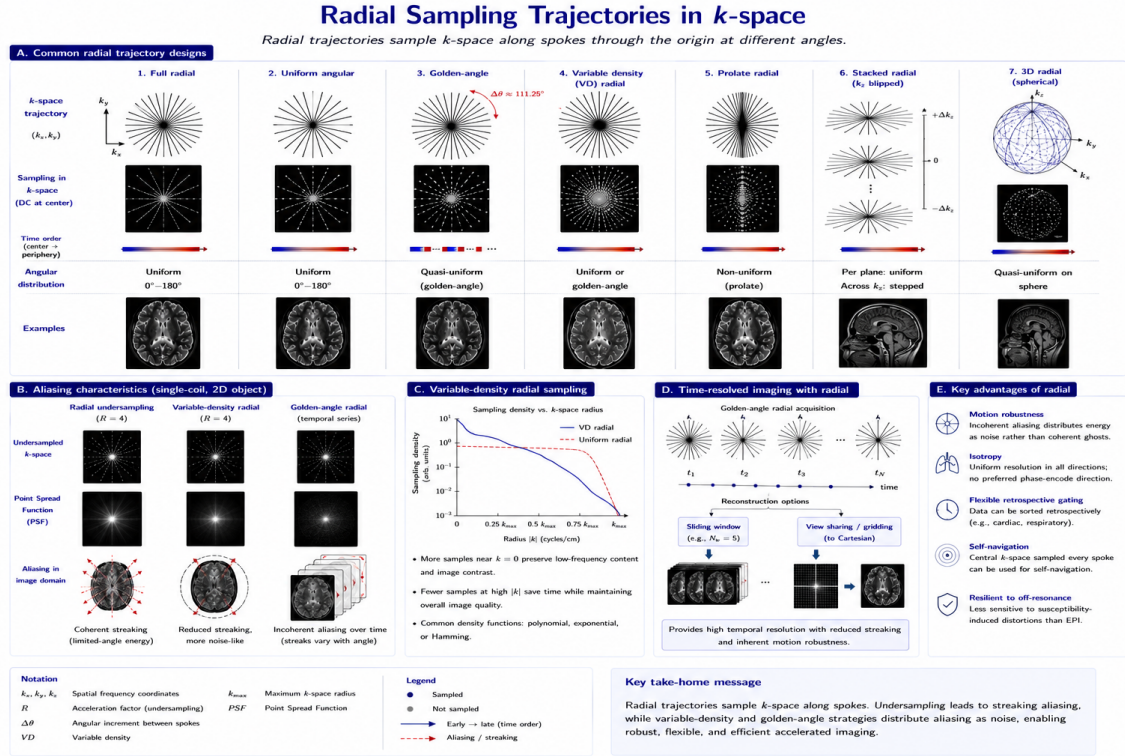 Radial Sampling Trajectories in k-space
Radial trajectories sample k-space along spokes through the origin at different angles.
A. Common radial trajectory designs
1. Full radial
2. Uniform angular
3. Golden-angle
4. Variable density
(VD) radial
5. Prolate radial
6. Stacked radial
(kz blipped)
7. 3D radial
(spherical)
k-space
trajectory
(kx, ky)
ky
kx
Δθ ≈ 111.25°
+Δkz
0
−Δkz
kz
ky
kx
Sampling in
k-space
(DC at center)
Time order
(center →
periphery)
Angular
distribution
Uniform
0°−180°
Uniform
0°−180°
Quasi-uniform
(golden-angle)
Uniform or
golden-angle
Non-uniform
(prolate)
Per plane: uniform
Across kz: stepped
Quasi-uniform on
sphere
Examples
B. Aliasing characteristics (single-coil, 2D object)
Radial undersampling
(R = 4)
Variable-density radial
(R = 4)
Golden-angle radial
(temporal series)
Undersampled
k-space
Point Spread
Function
(PSF)
Aliasing in
image domain
Coherent streaking
(limited-angle energy)
Reduced streaking,
more noise-like
Incoherent aliasing over time
(streaks vary with angle)
C. Variable-density radial sampling
Sampling density vs. k-space radius
VD radial
Uniform radial
Sampling density
(arb. units)
10¹
10⁰
10⁻¹
10⁻²
10⁻³
0
0.25 kmax
0.5 kmax
0.75 kmax
kmax
Radius |k| (cycles/cm)
• More samples near k = 0 preserve low-frequency content
and image contrast.
• Fewer samples at high |k| save time while maintaining
overall image quality.
• Common density functions: polynomial, exponential,
or Hamming.
D. Time-resolved imaging with radial
Golden-angle radial acquisition
...
t1
t2
t3
tN
time
Reconstruction options
Sliding window
(e.g., Nw = 5)
View sharing / gridding
(to Cartesian)
...
Provides high temporal resolution with reduced streaking
and inherent motion robustness.
E. Key advantages of radial
Motion robustness
Incoherent aliasing distributes energy
as noise rather than coherent ghosts.
Isotropy
Uniform resolution in all directions;
no preferred phase-encode direction.
Flexible retrospective gating
Data can be sorted retrospectively
(e.g., cardiac, respiratory).
Self-navigation
Central k-space sampled every spoke
can be used for self-navigation.
Resilient to off-resonance
Less sensitive to susceptibility-
induced distortions than EPI.
Notation
kx, ky, kz Spatial frequency coordinates
R Acceleration factor (undersampling)
Δθ Angular increment between spokes
VD Variable density
kmax Maximum k-space radius
PSF Point Spread Function
Legend
Sampled
Not sampled
Early → late (time order)
Aliasing / streaking
Key take-home message
Radial trajectories sample k-space along spokes. Undersampling leads to streaking aliasing,
while variable-density and golden-angle strategies distribute aliasing as noise, enabling
robust, flexible, and efficient accelerated imaging.